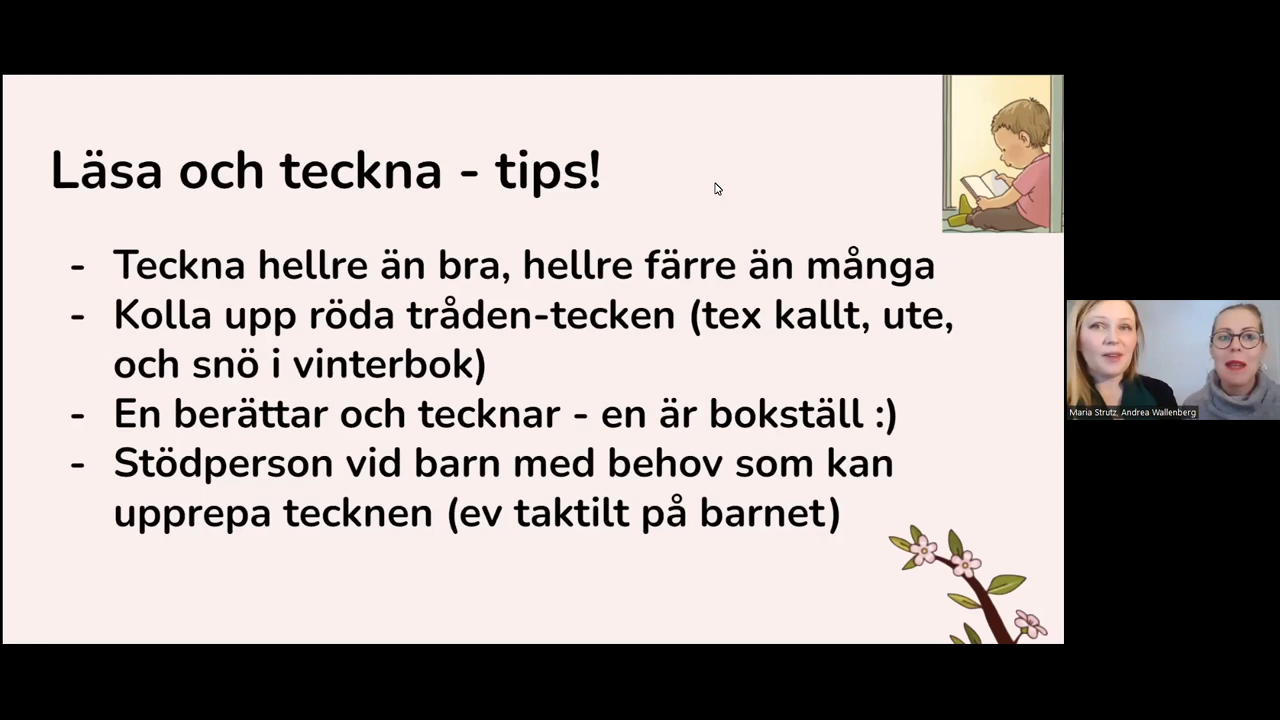 Läsa och teckna - tips!
- Teckna hellre än bra, hellre färre än många
- Kolla upp röda tråden-tecken (tex kallt, ute,
och snö i vinterbok)
- En berättar och tecknar - en är bokställ :)
- Stödperson vid barn med behov som kan
upprepa tecknen (ev taktilt på barnet)
Maria Strutz, Andrea Wallenberg